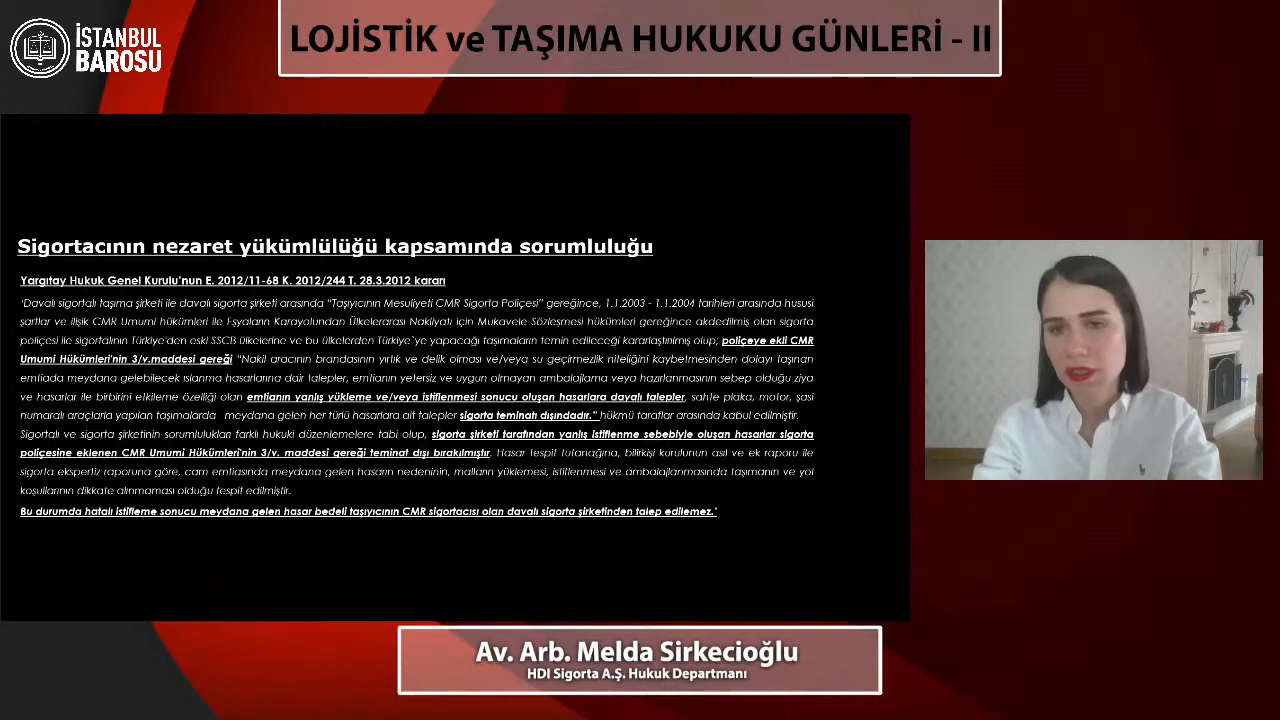 İSTANBUL
BAROSU
LOJİSTİK ve TAŞIMA HUKUKU GÜNLERİ - II
Sigortacının nezaret yükümlülüğü kapsamında sorumluluğu
Yargıtay Hukuk Genel Kurulu'nun E. 2012/11-68 K. 2012/244 T. 28.3.2012 kararı
'Davalı sigortalı taşıma şirketi ile davalı sigorta şirketi arasında "Taşıyıcının Mesuliyeti CMR Sigorta Poliçesi" gereğince, 1.1.2003 - 1.1.2004 tarihleri arasında hususi
şartlar ve ilişik CMR Umumi hükümleri ile Eşyaların Karayolundan Ülkelerarası Nakliyatı için Mukavele Sözleşmesi hükümleri gereğince akdedilmiş olan sigorta
poliçesi ile sigortalının Türkiye'den eski SSCB ülkelerine ve bu ülkelerden Türkiye'ye yapacağı taşımaların temin edileceği kararlaştırılmış olup; poliçeye ekli CMR
Umumi Hükümleri'nin 3/v.maddesi gereği "Nakil aracının brandasının yırtık ve delik olması ve/veya su geçirmezlik niteliğini kaybetmesinden dolayı taşınan
emtiada meydana gelebilecek ıslanma hasarlarına dair talepler, emtianın yetersiz ve uygun olmayan ambalajlama veya hazırlanmasının sebep olduğu ziya
ve hasarlar ile birbirini etkileme özelliği olan emtianın yanlış yükleme ve/veya istiflenmesi sonucu oluşan hasarlara dayalı talepler, sahte plaka, motor, şasi
numaralı araçlarla yapılan taşımalarda meydana gelen her türlü hasarlara ait talepler sigorta teminatı dışındadır." hükmü taraflar arasında kabul edilmiştir.
Sigortalı ve sigorta şirketinin sorumlulukları farklı hukuki düzenlemelere tabi olup, sigorta şirketi tarafından yanlış istiflenme sebebiyle oluşan hasarlar sigorta
poliçesine eklenen CMR Umumi Hükümleri'nin 3/v. maddesi gereği teminat dışı bırakılmıştır. Hasar tespit tutanağına, bilirkişi kurulunun asıl ve ek raporu ile
sigorta ekspertiz raporuna göre, cam emtiasında meydana gelen hasarın nedeninin, malların yüklemesi, istiflenmesi ve ambalajlanmasında taşımanın ve yol
koşullarının dikkate alınmaması olduğu tespit edilmiştir.
Bu durumda hatalı istifleme sonucu meydana gelen hasar bedeli taşıyıcının CMR sigortacısı olan davalı sigorta şirketinden talep edilemez.'
Av. Arb. Melda Sirkecioğlu
HDI Sigorta A.Ş. Hukuk Departmanı